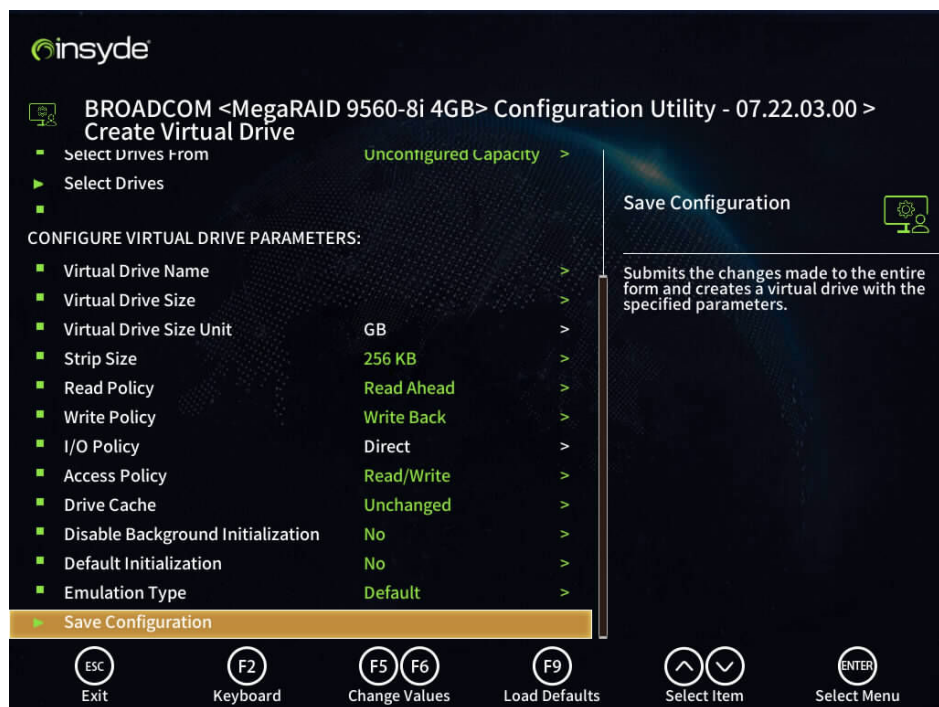 insyde
BROADCOM <MegaRAID 9560-8i 4GB> Configuration Utility - 07.22.03.00 >
Create Virtual Drive
Select Drives From Unconfigured Capacity >
Select Drives
CONFIGURE VIRTUAL DRIVE PARAMETERS:
Virtual Drive Name >
Virtual Drive Size >
Virtual Drive Size Unit GB >
Strip Size 256 KB >
Read Policy Read Ahead >
Write Policy Write Back >
I/O Policy Direct >
Access Policy Read/Write >
Drive Cache Unchanged >
Disable Background Initialization No >
Default Initialization No >
Emulation Type Default >
Save Configuration
Save Configuration
Submits the changes made to the entire
form and creates a virtual drive with the
specified parameters.
ESC F2 F5 F6 F9 ENTER
Exit Keyboard Change Values Load Defaults Select Item Select Menu